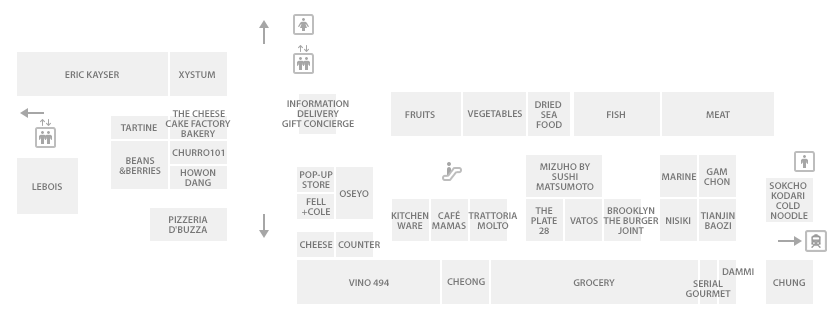 ERIC KAYSER
XYSTUM
TARTINE
THE CHEESE
CAKE FACTORY
BAKERY
BEANS
&BERRIES
CHURRO101
HOWON
DANG
LEBOIS
PIZZERIA
D'BUZZA
INFORMATION
DELIVERY
GIFT CONCIERGE
FRUITS
VEGETABLES
DRIED
SEA
FOOD
FISH
MEAT
POP-UP
STORE
OSEYO
FELL
+COLE
MIZUHO BY
SUSHI
MATSUMOTO
MARINE
GAM
CHON
SOKCHO
KODARI
COLD
NOODLE
KITCHEN
WARE
CAFÉ
MAMAS
TRATTORIA
MOLTO
THE
PLATE
28
VATOS
BROOKLYN
THE BURGER
JOINT
NISIKI
TIANJIN
BAOZI
CHEESE
COUNTER
VINO 494
CHEONG
GROCERY
SERIAL
GOURMET
DAMMI
CHUNG